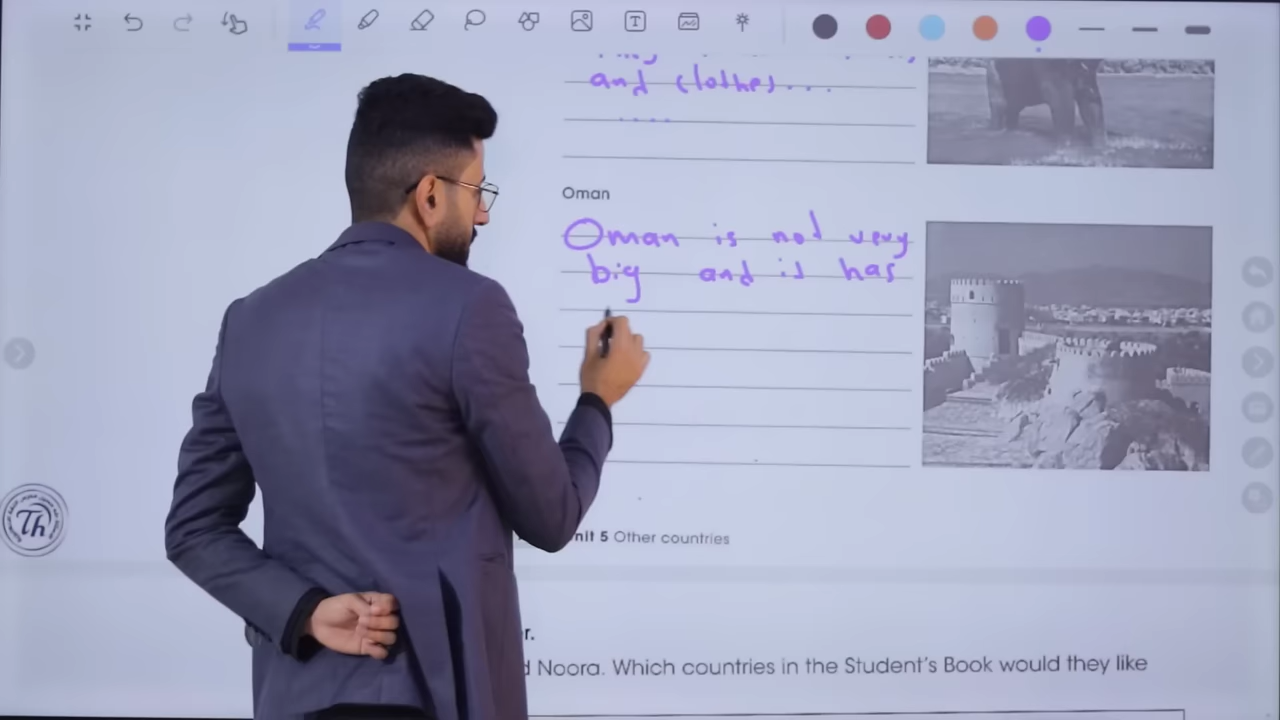 and clothes...
....
Oman
Oman is not very
big and is has
Unit 5 Other countries
r.
d Noora. Which countries in the Student's Book would they like
Th
T